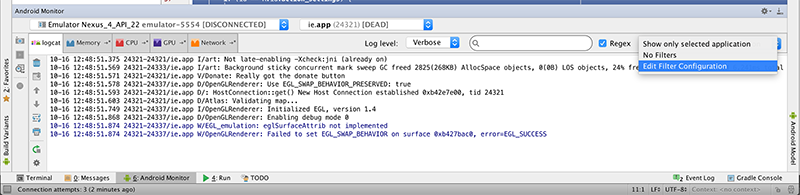 Android Monitor
Emulator Nexus_4_API_22 emulator-5554 [DISCONNECTED]
ie.app (24321) [DEAD]
logcat
Memory
CPU
GPU
Network
Log level:
Verbose
Regex
Show only selected application
No Filters
Edit Filter Configuration
10-16 12:48:51.375 24321-24321/ie.app I/art: Not late-enabling -Xcheck:jni (already on)
10-16 12:48:51.569 24321-24321/ie.app I/art: Background sticky concurrent mark sweep GC freed 2825(268KB) AllocSpace objects, 0(0B) LOS objects, 24% fre
10-16 12:48:51.571 24321-24321/ie.app V/Donate: Really got the donate button
10-16 12:48:51.593 24321-24337/ie.app D/OpenGLRenderer: Use EGL_SWAP_BEHAVIOR_PRESERVED: true
10-16 12:48:51.593 24321-24321/ie.app D/: HostConnection::get() New Host Connection established 0xb42e7e00, tid 24321
10-16 12:48:51.603 24321-24321/ie.app D/Atlas: Validating map...
10-16 12:48:51.814 24321-24337/ie.app I/OpenGLRenderer: Initialized EGL, version 1.4
10-16 12:48:51.874 24321-24337/ie.app D/OpenGLRenderer: Enabling debug mode 0
10-16 12:48:51.874 24321-24337/ie.app W/EGL_emulation: eglSurfaceAttrib not implemented
10-16 12:48:51.874 24321-24337/ie.app W/OpenGLRenderer: Failed to set EGL_SWAP_BEHAVIOR on surface 0xb427bac0, error=EGL_SUCCESS
2: Favorites
Build Variants
Android Model
Terminal
0: Messages
6: Android Monitor
4: Run
TODO
Event Log
Gradle Console
Connection attempts: 3 (2 minutes ago)
11:1 LF÷ UTF-8÷ Context: <no context>